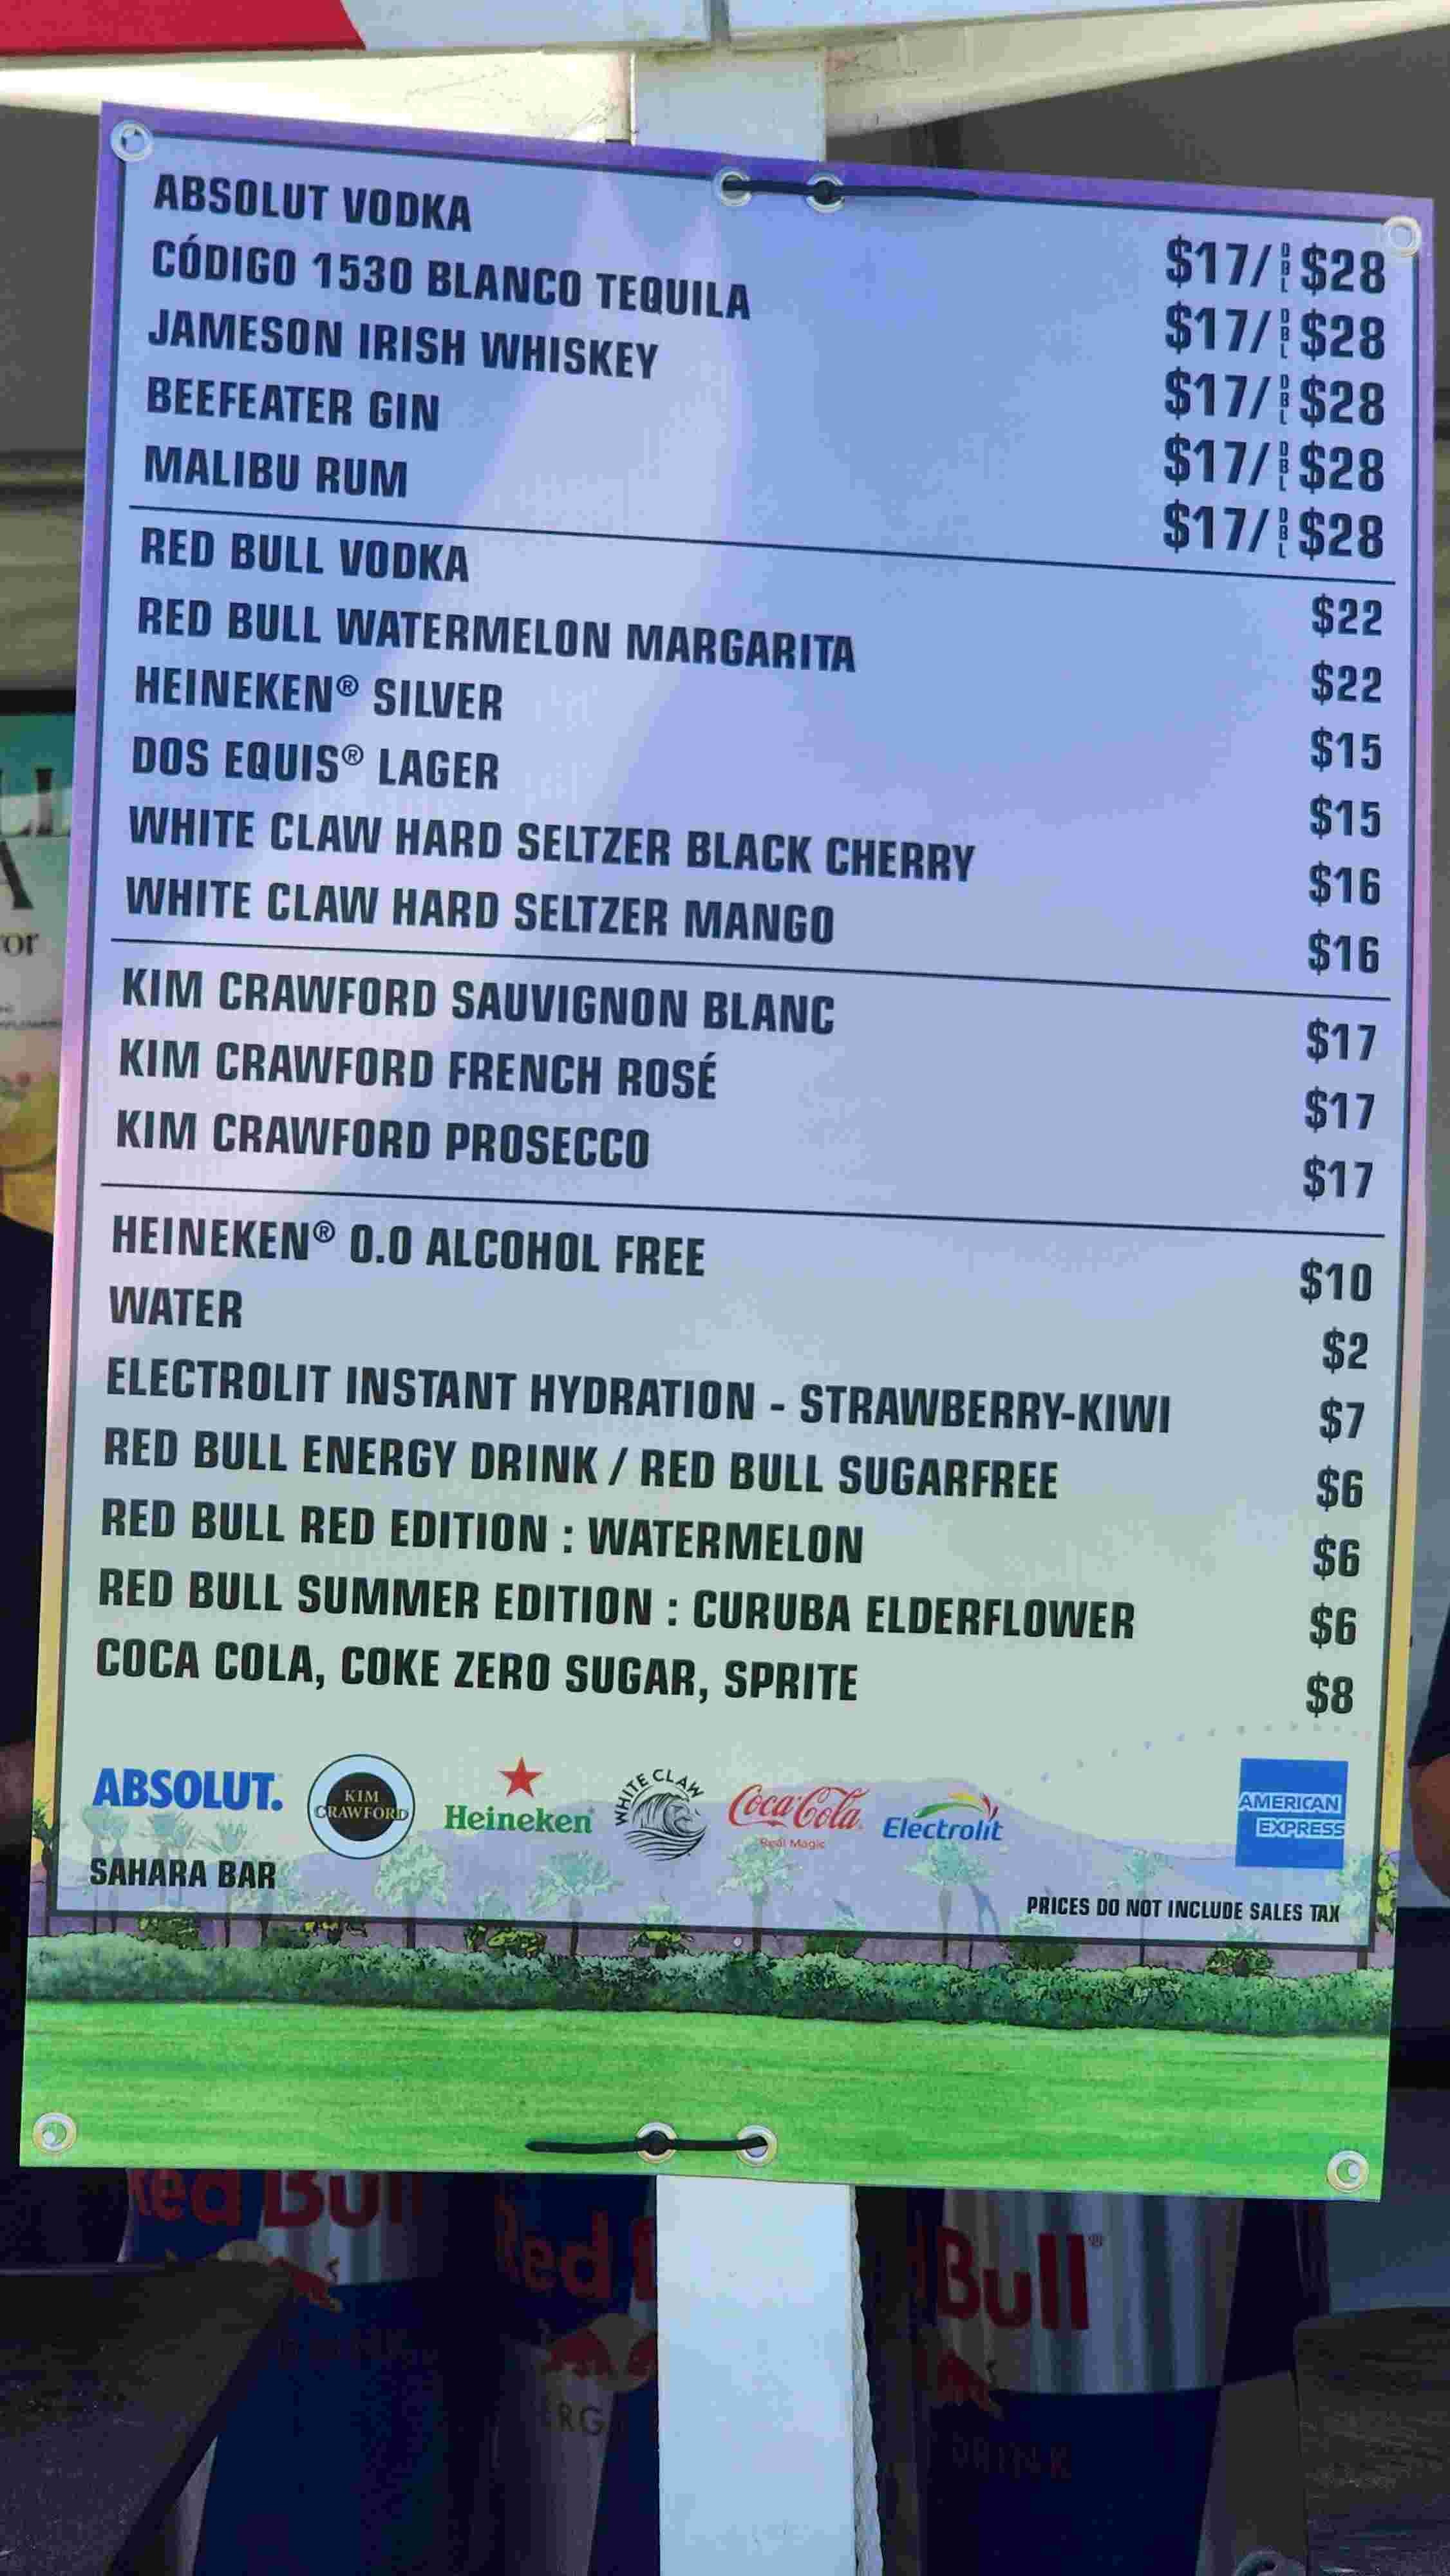 ABSOLUT VODKA $17/DBL $28
CÓDIGO 1530 BLANCO TEQUILA $17/DBL $28
JAMESON IRISH WHISKEY $17/DBL $28
BEEFEATER GIN $17/DBL $28
MALIBU RUM $17/DBL $28
RED BULL VODKA $22
RED BULL WATERMELON MARGARITA $22
HEINEKEN® SILVER $15
DOS EQUIS® LAGER $15
WHITE CLAW HARD SELTZER BLACK CHERRY $16
WHITE CLAW HARD SELTZER MANGO $16
KIM CRAWFORD SAUVIGNON BLANC $17
KIM CRAWFORD FRENCH ROSÉ $17
KIM CRAWFORD PROSECCO $17
HEINEKEN® 0.0 ALCOHOL FREE $10
WATER $2
ELECTROLIT INSTANT HYDRATION - STRAWBERRY-KIWI $7
RED BULL ENERGY DRINK / RED BULL SUGARFREE $6
RED BULL RED EDITION : WATERMELON $6
RED BULL SUMMER EDITION : CURUBA ELDERFLOWER $6
COCA COLA, COKE ZERO SUGAR, SPRITE $8
ABSOLUT.
KIM
CRAWFORD
Heineken
WHITE CLAW
Coca-Cola
Real Magic
Electrolit
AMERICAN
EXPRESS
SAHARA BAR
PRICES DO NOT INCLUDE SALES TAX
Red Bull
Red
Bull®
DRINK